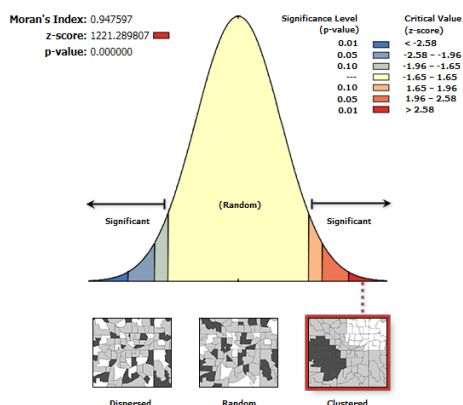 Moran's Index: 0.947597
z-score: 1221.289807
p-value: 0.000000
Significance Level
(p-value)
Critical Value
(z-score)
0.01 < -2.58
0.05 -2.58 – -1.96
0.10 -1.96 – -1.65
--- -1.65 – 1.65
0.10 1.65 – 1.96
0.05 1.96 – 2.58
0.01 > 2.58
Significant
(Random)
Significant
Dispersed
Random
Clustered